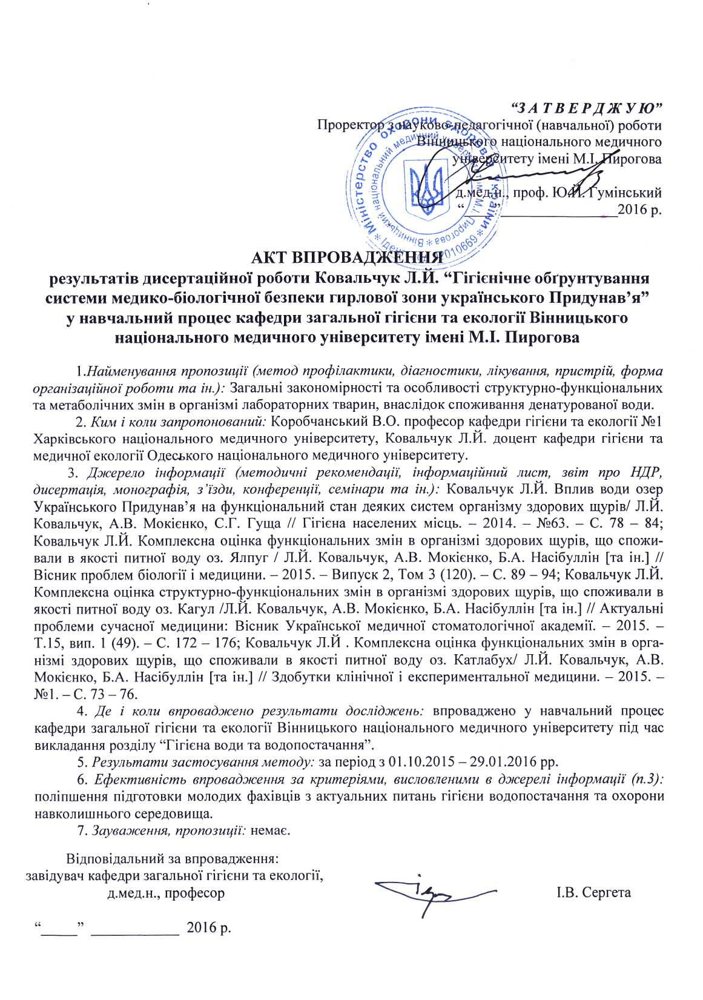 “З А Т В Е Р Д Ж У Ю”
Проректор з науково-педагогічної (навчальної) роботи
Вінницького національного медичного
університету імені М.І. Пирогова
д.мед.н., проф. Ю.Й. Гумінський
“____”________________2016 р.
Міністерство охорони здоров'я України
Вінницький національний медичний університет ім. М.І. Пирогова
02010669
АКТ ВПРОВАДЖЕННЯ
результатів дисертаційної роботи Ковальчук Л.Й. “Гігієнічне обґрунтування
системи медико-біологічної безпеки гирлової зони українського Придунав’я”
у навчальний процес кафедри загальної гігієни та екології Вінницького
національного медичного університету імені М.І. Пирогова
1.Найменування пропозиції (метод профілактики, діагностики, лікування, пристрій, форма
організаційної роботи та ін.): Загальні закономірності та особливості структурно-функціональних
та метаболічних змін в організмі лабораторних тварин, внаслідок споживання денатурованої води.
2. Ким і коли запропонований: Коробчанський В.О. професор кафедри гігієни та екології №1
Харківського національного медичного університету, Ковальчук Л.Й. доцент кафедри гігієни та
медичної екології Одеського національного медичного університету.
3. Джерело інформації (методичні рекомендації, інформаційний лист, звіт про НДР,
дисертація, монографія, з’їзди, конференції, семінари та ін.): Ковальчук Л.Й. Вплив води озер
Українського Придунав’я на функціональний стан деяких систем організму здорових щурів/ Л.Й.
Ковальчук, А.В. Мокієнко, С.Г. Гуща // Гігієна населених місць. – 2014. – №63. – С. 78 – 84;
Ковальчук Л.Й. Комплексна оцінка функціональних змін в організмі здорових щурів, що спожи-
вали в якості питної воду оз. Ялпуг / Л.Й. Ковальчук, А.В. Мокієнко, Б.А. Насібуллін [та ін.] //
Вісник проблем біології і медицини. – 2015. – Випуск 2, Том 3 (120). – С. 89 – 94; Ковальчук Л.Й.
Комплексна оцінка структурно-функціональних змін в організмі здорових щурів, що споживали в
якості питної воду оз. Кагул /Л.Й. Ковальчук, А.В. Мокієнко, Б.А. Насібуллін [та ін.] // Актуальні
проблеми сучасної медицини: Вісник Української медичної стоматологічної академії. – 2015. –
Т.15, вип. 1 (49). – С. 172 – 176; Ковальчук Л.Й . Комплексна оцінка функціональних змін в орга-
нізмі здорових щурів, що споживали в якості питної воду оз. Катлабух/ Л.Й. Ковальчук, А.В.
Мокієнко, Б.А. Насібуллін [та ін.] // Здобутки клінічної і експериментальної медицини. – 2015. –
№1. – С. 73 – 76.
4. Де і коли впроваджено результати досліджень: впроваджено у навчальний процес
кафедри загальної гігієни та екології Вінницького національного медичного університету під час
викладання розділу “Гігієна води та водопостачання”.
5. Результати застосування методу: за період з 01.10.2015 – 29.01.2016 рр.
6. Ефективність впровадження за критеріями, висловленими в джерелі інформації (п.3):
поліпшення підготовки молодих фахівців з актуальних питань гігієни водопостачання та охорони
навколишнього середовища.
7. Зауваження, пропозиції: немає.
Відповідальний за впровадження:
завідувач кафедри загальної гігієни та екології,
д.мед.н., професор
І.В. Сергета
“_____” ____________ 2016 р.